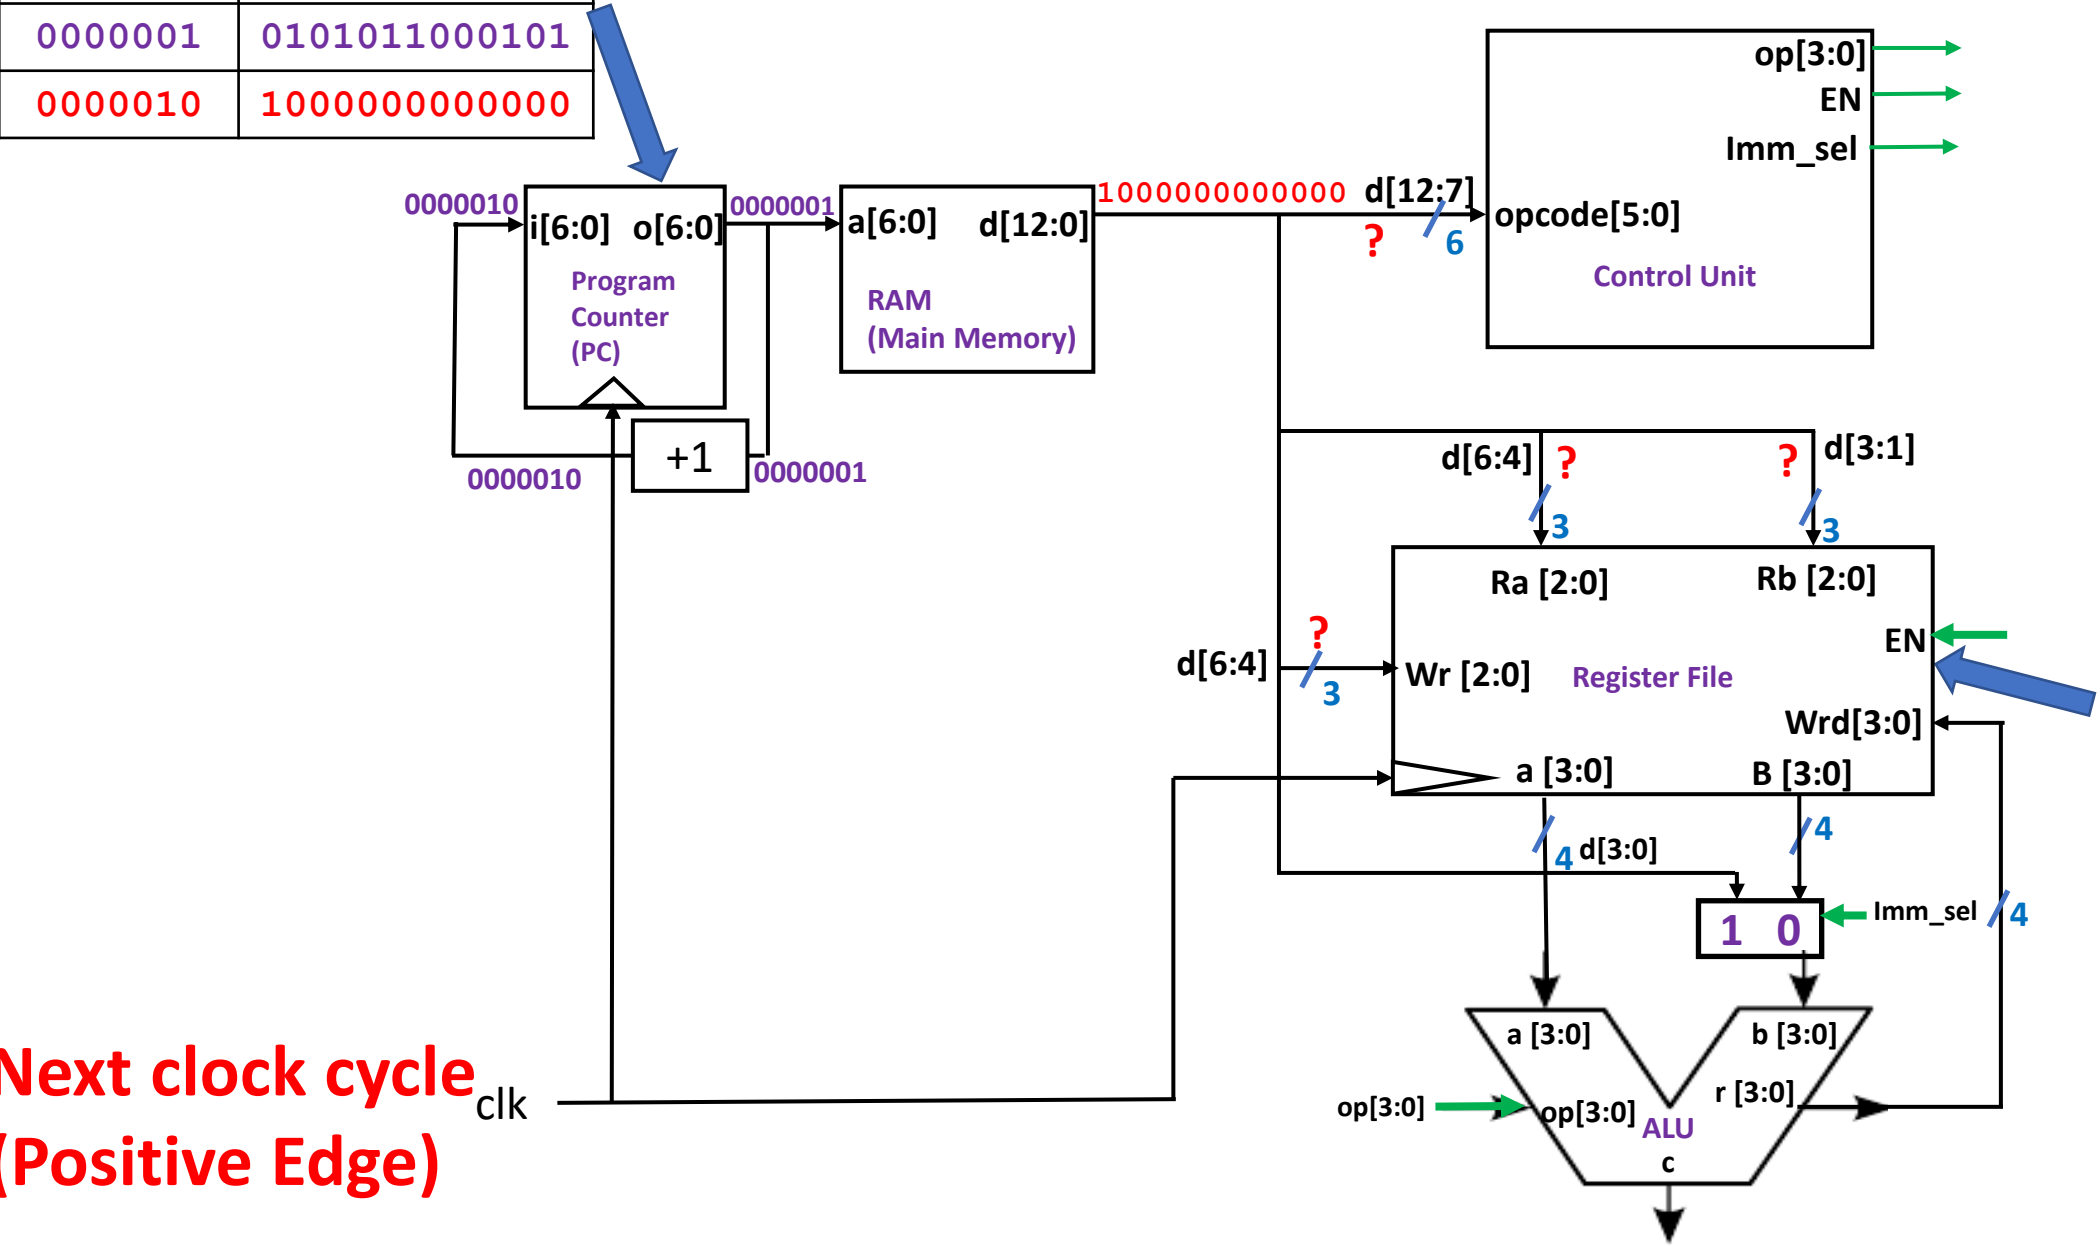 0000001 0101011000101
0000010 1000000000000
op[3:0]
EN
Imm_sel
0000010
i[6:0] o[6:0]
0000001
a[6:0] d[12:0]
1000000000000
d[12:7]
?
6
opcode[5:0]
Control Unit
Program
Counter
(PC)
RAM
(Main Memory)
+1
0000010
0000001
d[6:4]
?
3
?
d[3:1]
3
Ra [2:0]
Rb [2:0]
EN
?
d[6:4]
3
Wr [2:0]
Register File
Wrd[3:0]
a [3:0]
B [3:0]
4
d[3:0]
4
1 0
Imm_sel
4
a [3:0]
b [3:0]
op[3:0]
op[3:0]
r [3:0]
ALU
c
Next clock cycle
(Positive Edge)
clk